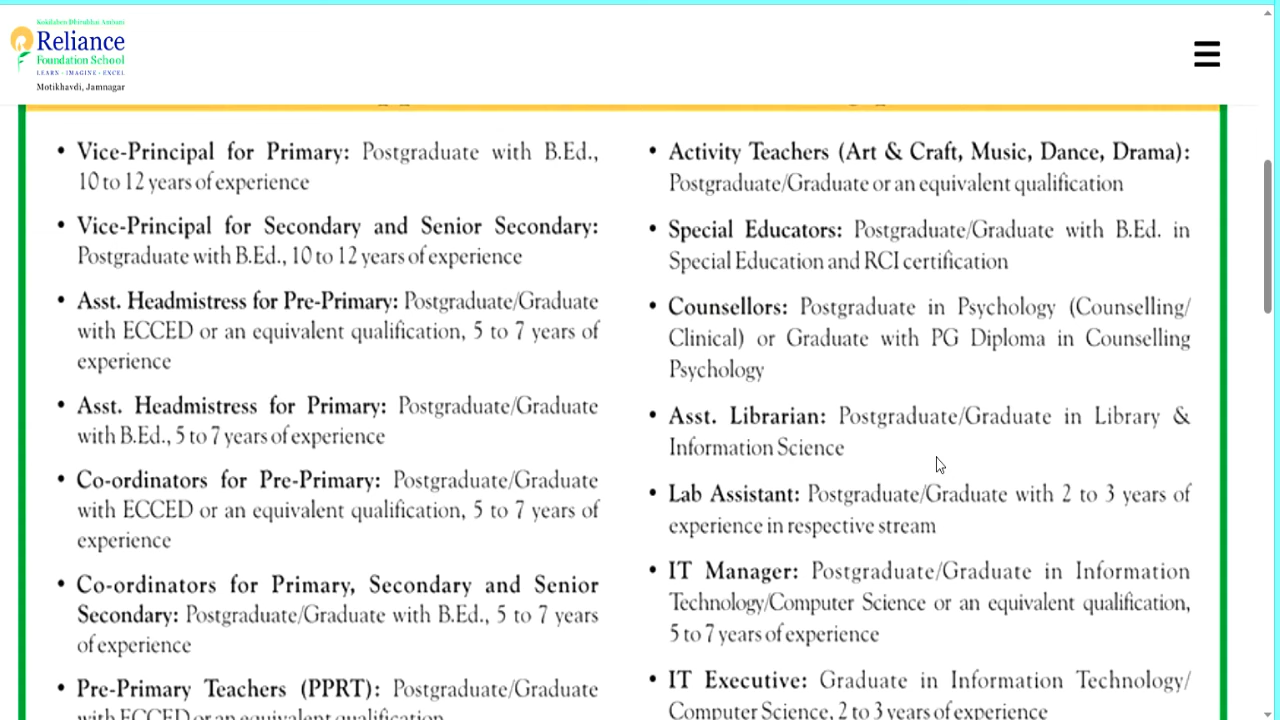 Kokilaben Dhirubhai Ambani
Reliance
Foundation School
LEARN · IMAGINE · EXCEL
Motikhavdi, Jamnagar
• Vice-Principal for Primary: Postgraduate with B.Ed.,
10 to 12 years of experience
• Vice-Principal for Secondary and Senior Secondary:
Postgraduate with B.Ed., 10 to 12 years of experience
• Asst. Headmistress for Pre-Primary: Postgraduate/Graduate
with ECCED or an equivalent qualification, 5 to 7 years of
experience
• Asst. Headmistress for Primary: Postgraduate/Graduate
with B.Ed., 5 to 7 years of experience
• Co-ordinators for Pre-Primary: Postgraduate/Graduate
with ECCED or an equivalent qualification, 5 to 7 years of
experience
• Co-ordinators for Primary, Secondary and Senior
Secondary: Postgraduate/Graduate with B.Ed., 5 to 7 years
of experience
• Pre-Primary Teachers (PPRT): Postgraduate/Graduate
with ECCED or an equivalent qualification
• Activity Teachers (Art & Craft, Music, Dance, Drama):
Postgraduate/Graduate or an equivalent qualification
• Special Educators: Postgraduate/Graduate with B.Ed. in
Special Education and RCI certification
• Counsellors: Postgraduate in Psychology (Counselling/
Clinical) or Graduate with PG Diploma in Counselling
Psychology
• Asst. Librarian: Postgraduate/Graduate in Library &
Information Science
• Lab Assistant: Postgraduate/Graduate with 2 to 3 years of
experience in respective stream
• IT Manager: Postgraduate/Graduate in Information
Technology/Computer Science or an equivalent qualification,
5 to 7 years of experience
• IT Executive: Graduate in Information Technology/
Computer Science, 2 to 3 years of experience